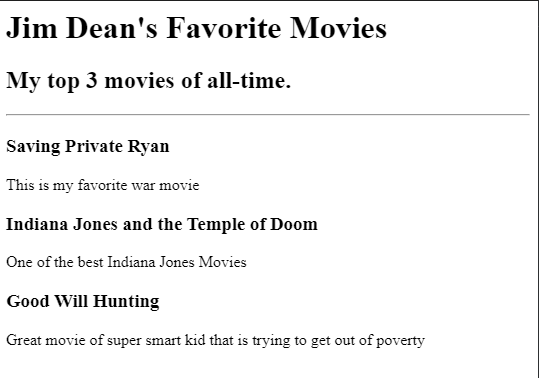 Jim Dean's Favorite Movies
My top 3 movies of all-time.
Saving Private Ryan
This is my favorite war movie
Indiana Jones and the Temple of Doom
One of the best Indiana Jones Movies
Good Will Hunting
Great movie of super smart kid that is trying to get out of poverty